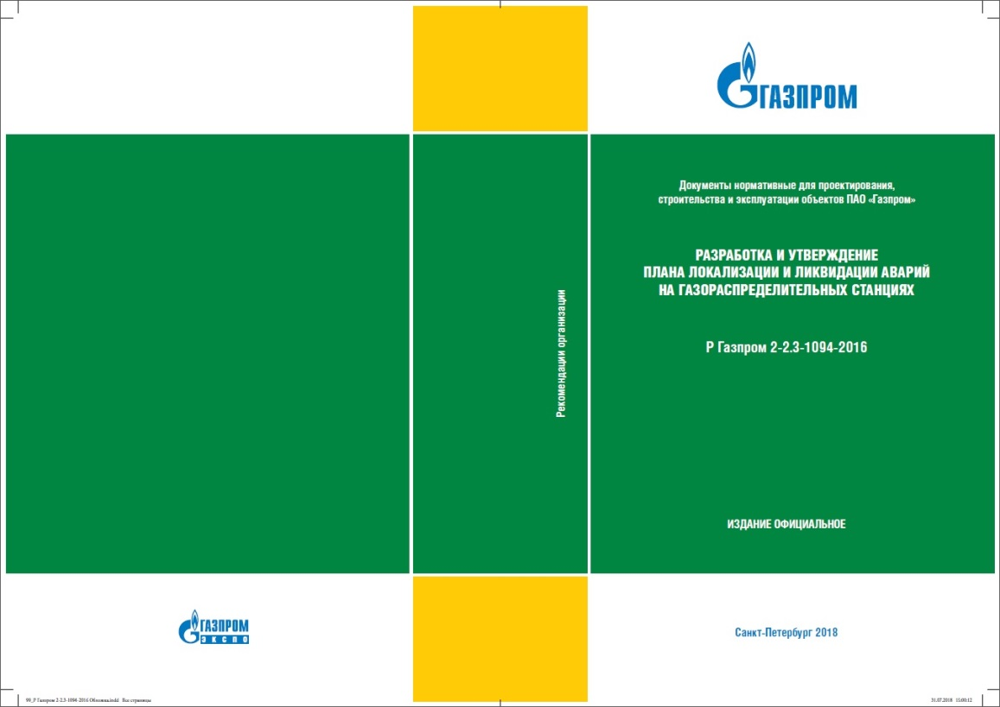 ГАЗПРОМ
Документы нормативные для проектирования,
строительства и эксплуатации объектов ПАО «Газпром»
РАЗРАБОТКА И УТВЕРЖДЕНИЕ
ПЛАНА ЛОКАЛИЗАЦИИ И ЛИКВИДАЦИИ АВАРИЙ
НА ГАЗОРАСПРЕДЕЛИТЕЛЬНЫХ СТАНЦИЯХ
Р Газпром 2-2.3-1094-2016
Рекомендации организации
ИЗДАНИЕ ОФИЦИАЛЬНОЕ
ГАЗПРОМ
ЭКСПО
Санкт-Петербург 2018
Р Газпром 2-2.3-1094-2016 Обложка.indd Все страницы
31.07.2018 15:00:12